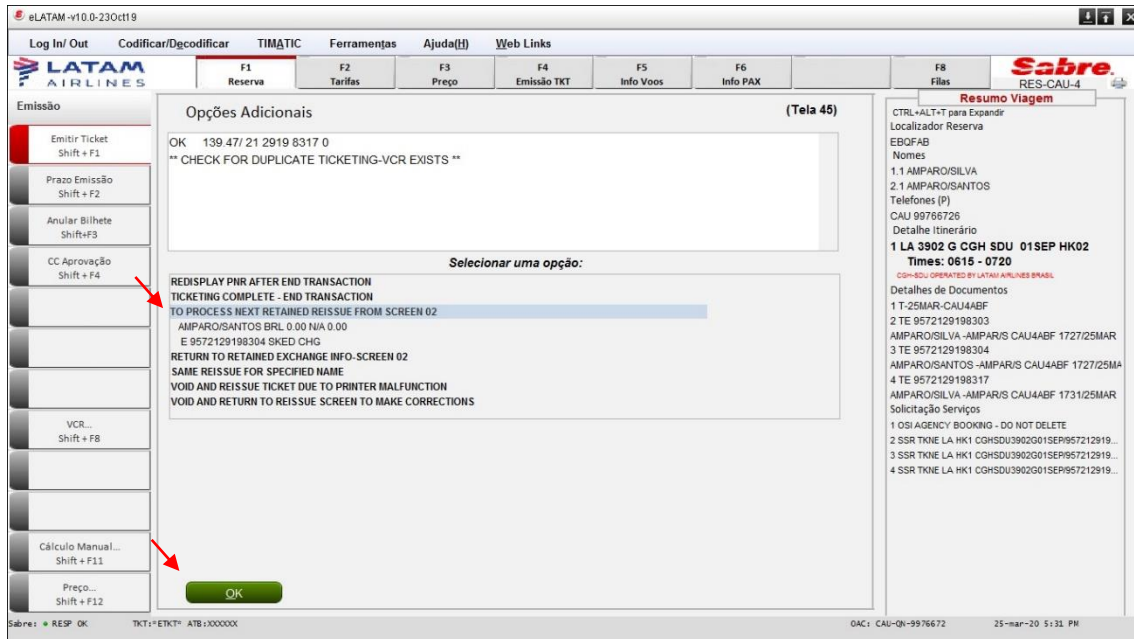 eLATAM -v10.0-23Oct19
Log In/ Out Codificar/Decodificar TIMATIC Ferramentas Ajuda(H) Web Links
LATAM
AIRLINES
F1
Reserva
F2
Tarifas
F3
Preço
F4
Emissão TKT
F5
Info Voos
F6
Info PAX
F8
Filas
Sabre.
RES-CAU-4
Emissão
Emitir Ticket
Shift + F1
Prazo Emissão
Shift + F2
Anular Bilhete
Shift+F3
CC Aprovação
Shift + F4
VCR...
Shift + F8
Cálculo Manual...
Shift + F11
Preço...
Shift + F12
Opções Adicionais (Tela 45)
OK 139.47/ 21 2919 8317 0
** CHECK FOR DUPLICATE TICKETING-VCR EXISTS **
Selecionar uma opção:
REDISPLAY PNR AFTER END TRANSACTION
TICKETING COMPLETE - END TRANSACTION
TO PROCESS NEXT RETAINED REISSUE FROM SCREEN 02
AMPARO/SANTOS BRL 0.00 N/A 0.00
E 9572129198304 SKED CHG
RETURN TO RETAINED EXCHANGE INFO-SCREEN 02
SAME REISSUE FOR SPECIFIED NAME
VOID AND REISSUE TICKET DUE TO PRINTER MALFUNCTION
VOID AND RETURN TO REISSUE SCREEN TO MAKE CORRECTIONS
OK
Resumo Viagem
CTRL+ALT+T para Expandir
Localizador Reserva
EBQFAB
Nomes
1.1 AMPARO/SILVA
2.1 AMPARO/SANTOS
Telefones (P)
CAU 99766726
Detalhe Itinerário
1 LA 3902 G CGH SDU 01SEP HK02
Times: 0615 - 0720
CGH-SDU OPERATED BY LATAM AIRLINES BRASIL
Detalhes de Documentos
1 T-25MAR-CAU4ABF
2 TE 9572129198303
AMPARO/SILVA -AMPAR/S CAU4ABF 1727/25MAR
3 TE 9572129198304
AMPARO/SANTOS -AMPAR/S CAU4ABF 1727/25MA
4 TE 9572129198317
AMPARO/SILVA -AMPAR/S CAU4ABF 1731/25MAR
Solicitação Serviços
1 OSI AGENCY BOOKING - DO NOT DELETE
2 SSR TKNE LA HK1 CGHSDU3902G01SEP/957212919...
3 SSR TKNE LA HK1 CGHSDU3902G01SEP/957212919...
4 SSR TKNE LA HK1 CGHSDU3902G01SEP/957212919...
Sabre: RESP OK TKT:*ETKT* ATB:XXXXXX OAC: CAU-QN-9976672 25-mar-20 5:31 PM